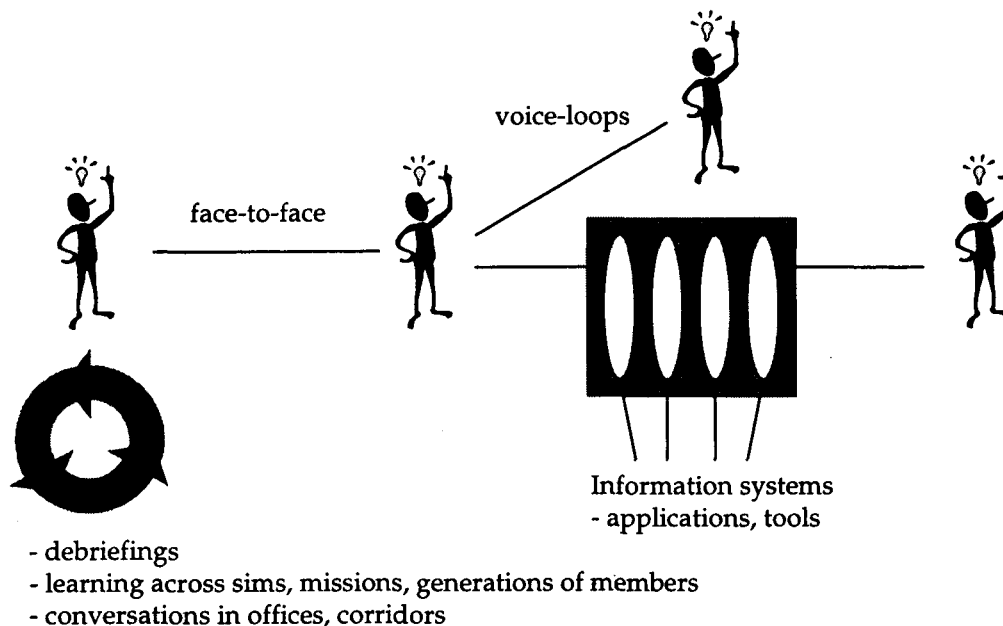 voice-loops
face-to-face
Information systems
- applications, tools
- debriefings
- learning across sims, missions, generations of members
- conversations in offices, corridors